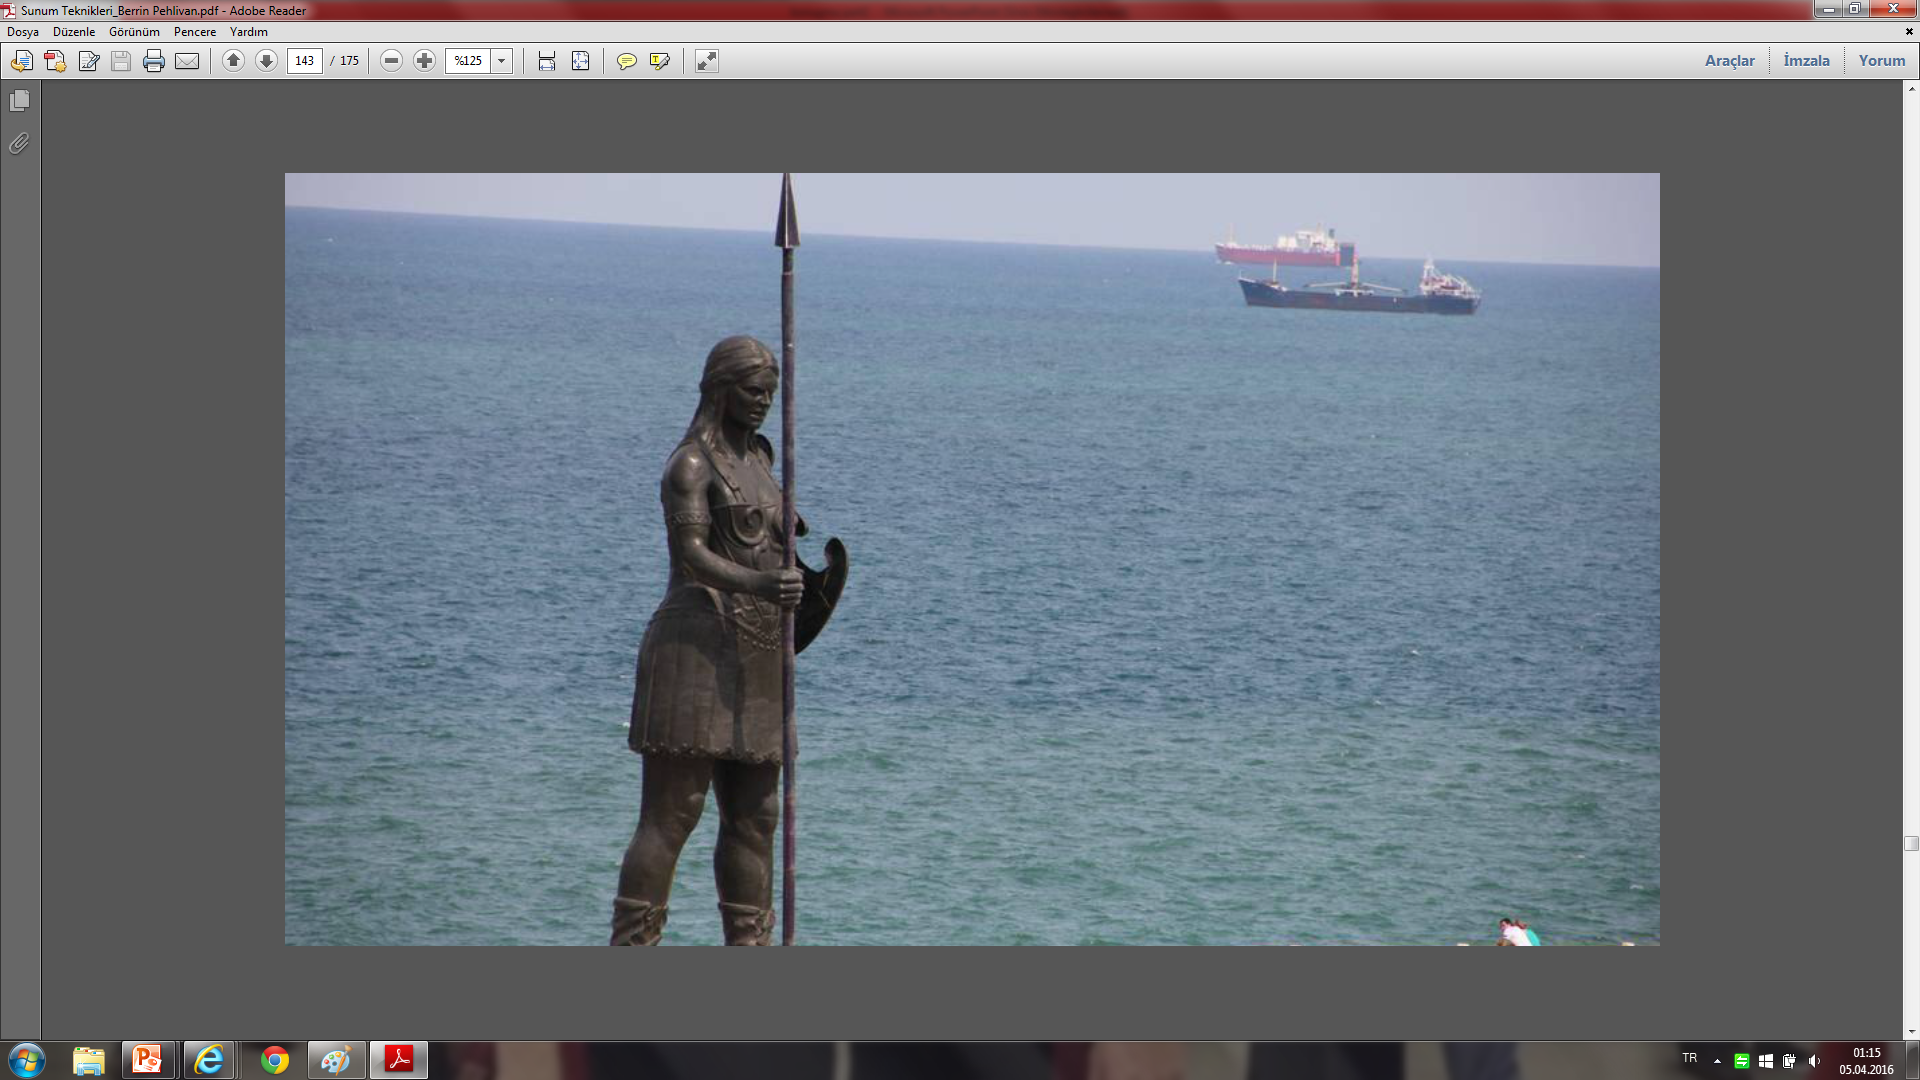 Sunum Teknikleri_Berrin Pehlivan.pdf - Adobe Reader
Dosya Düzenle Görünüm Pencere Yardım
143 / 175 %125 Araçlar İmzala Yorum
TR 01:15
05.04.2016